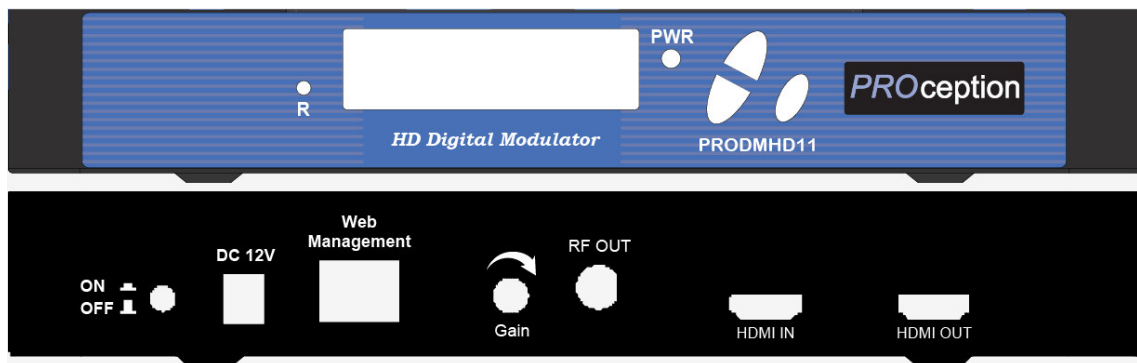 PWR
R
PROception
HD Digital Modulator
PRODMHD11
Web
Management
DC 12V
RF OUT
ON
OFF
Gain
HDMI IN
HDMI OUT